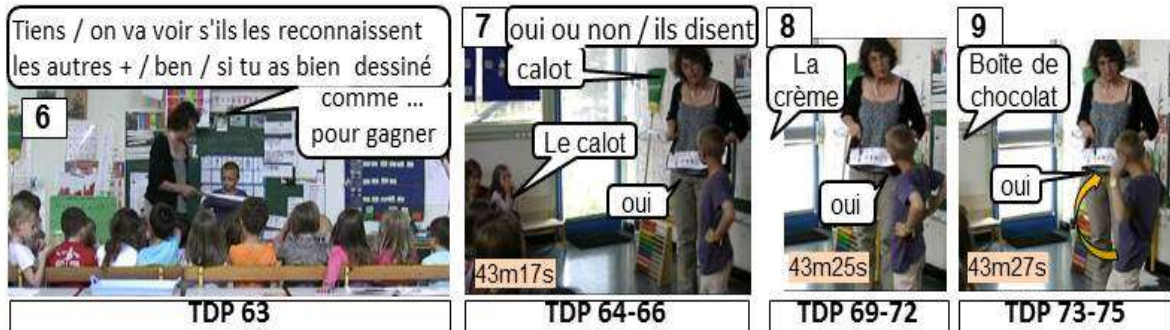 Tiens / on va voir s'ils les reconnaissent
les autres + / ben / si tu as bien dessiné
comme ...
pour gagner
6
TDP 63
7
oui ou non / ils disent
calot
Le calot
oui
43m17s
TDP 64-66
8
La
crème
oui
43m25s
TDP 69-72
9
Boîte de
chocolat
oui
43m27s
TDP 73-75